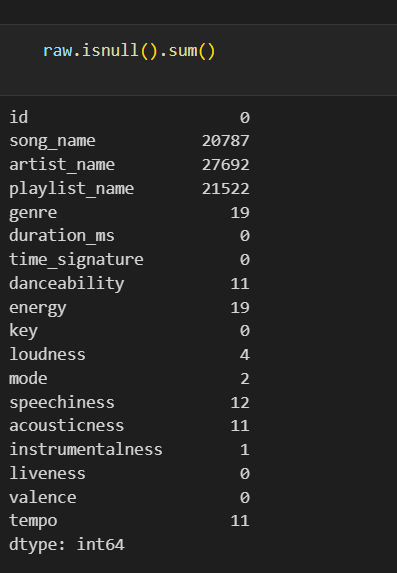 raw.isnull().sum()
id 0
song_name 20787
artist_name 27692
playlist_name 21522
genre 19
duration_ms 0
time_signature 0
danceability 11
energy 19
key 0
loudness 4
mode 2
speechiness 12
acousticness 11
instrumentalness 1
liveness 0
valence 0
tempo 11
dtype: int64